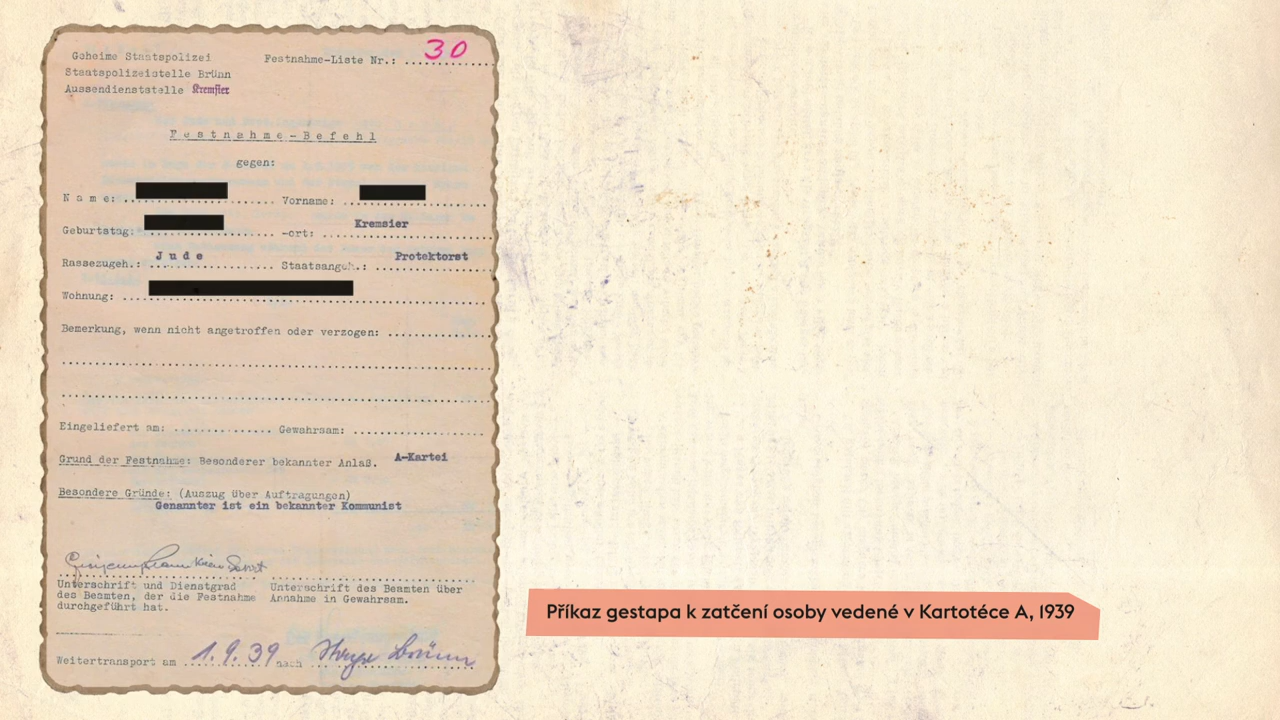 Geheime Staatspolizei
Staatspolizeistelle Brünn
Aussendienststelle Kremsier
Festnahme-Liste Nr.: 30
Festnahme-Befehl
gegen:
Name: Vorname:
Geburtstag: -ort: Kremsier
Rassezugeh.: Jude Staatsangeh.: Protektorat
Wohnung:
Bemerkung, wenn nicht angetroffen oder verzogen:
Eingeliefert am: Gewahrsam:
Grund der Festnahme: Besonderer bekannter Anlaß. A-Kartei
Besondere Gründe: (Auszug über Auftragungen)
Genannter ist ein bekannter Kommunist
Unterschrift und Dienstgrad
des Beamten, der die Festnahme
durchgeführt hat.
Unterschrift des Beamten über
Annahme in Gewahrsam.
Weitertransport am 1.9.39 nach Brünn
Příkaz gestapa k zatčení osoby vedené v Kartotéce A, 1939